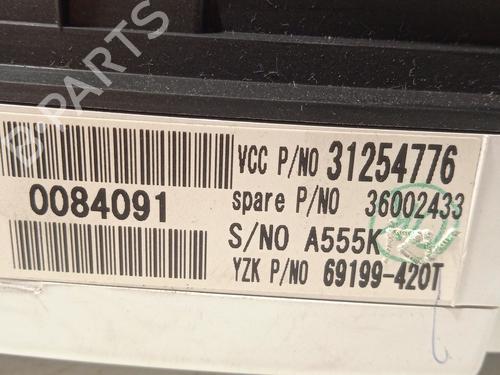 VCC P/NO 31254776
0084091
spare P/NO 36002433
S/NO A555K
YZK P/NO 69199-420T
B-PARTS